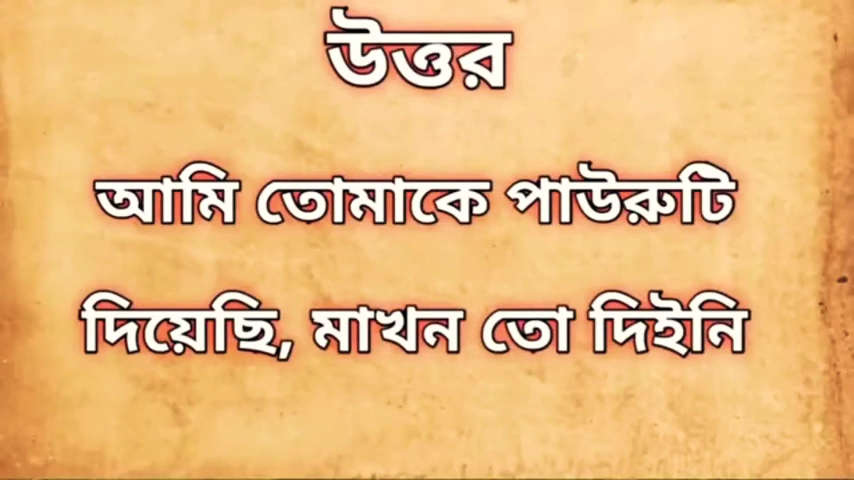 উত্তর
আমি তোমাকে পাউরুটি
দিয়েছি, মাখন তো দিইনি